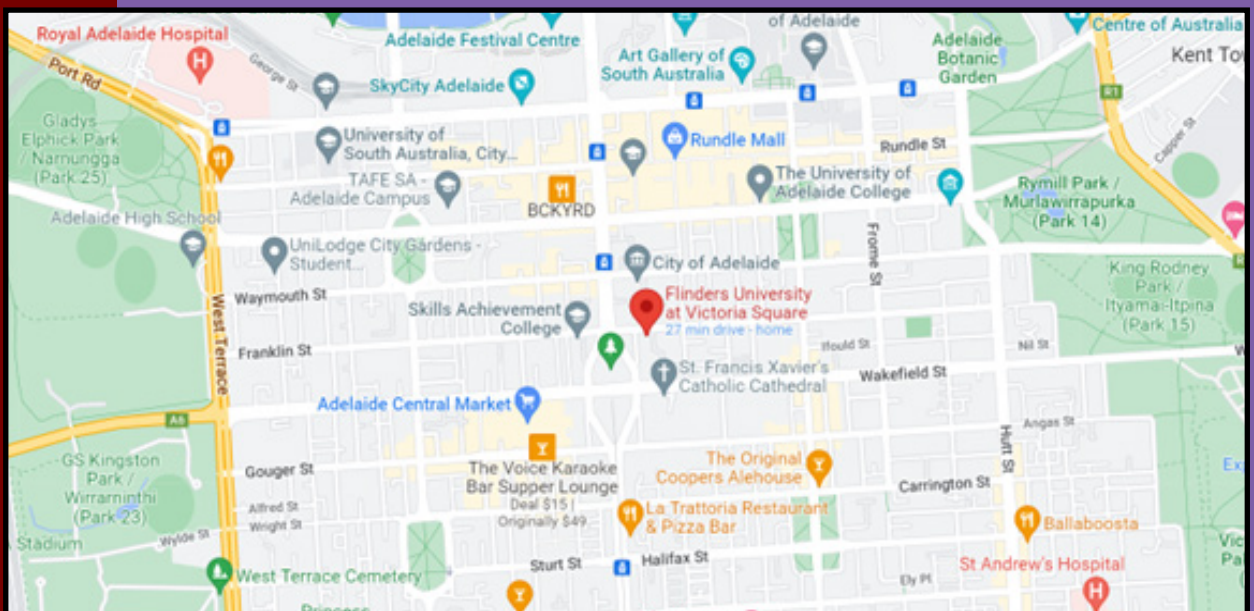 of Adelaide
Royal Adelaide Hospital
Adelaide Festival Centre
Centre of Australia
Art Gallery of
South Australia
Adelaide
Botanic
Garden
Kent To
Port Rd
George St
SkyCity Adelaide
R1
Gladys
Elphick Park
/ Narnungga
(Park 25)
University of
South Australia, City...
Rundle Mall
Rundle St
Capper St
TAFE SA -
Adelaide Campus
The University of
Adelaide College
Rymill Park /
Murlawirrapurka
(Park 14)
BCKYRD
Adelaide High School
Frome St
UniLodge City Gardens -
Student...
City of Adelaide
King Rodney
Park /
Ityamai-Itpina
(Park 15)
Waymouth St
West Terrace
Skills Achievement
College
Flinders University
at Victoria Square
27 min drive - home
Franklin St
Ifould St
Nil St
St. Francis Xavier's
Catholic Cathedral
Wakefield St
W
Adelaide Central Market
A6
Angas St
Hutt St
GS Kingston
Park /
Wirrarninthi
(Park 23)
Gouger St
The Voice Karaoke
Bar Supper Lounge
Deal $15 |
Originally $49
The Original
Coopers Alehouse
Carrington St
Alfred St
Wright St
La Trattoria Restaurant
& Pizza Bar
Ballaboosta
Wylde St
Stadium
Vic
Pa
Sturt St
Halifax St
St Andrew's Hospital
West Terrace Cemetery
Ely Pl
Princess